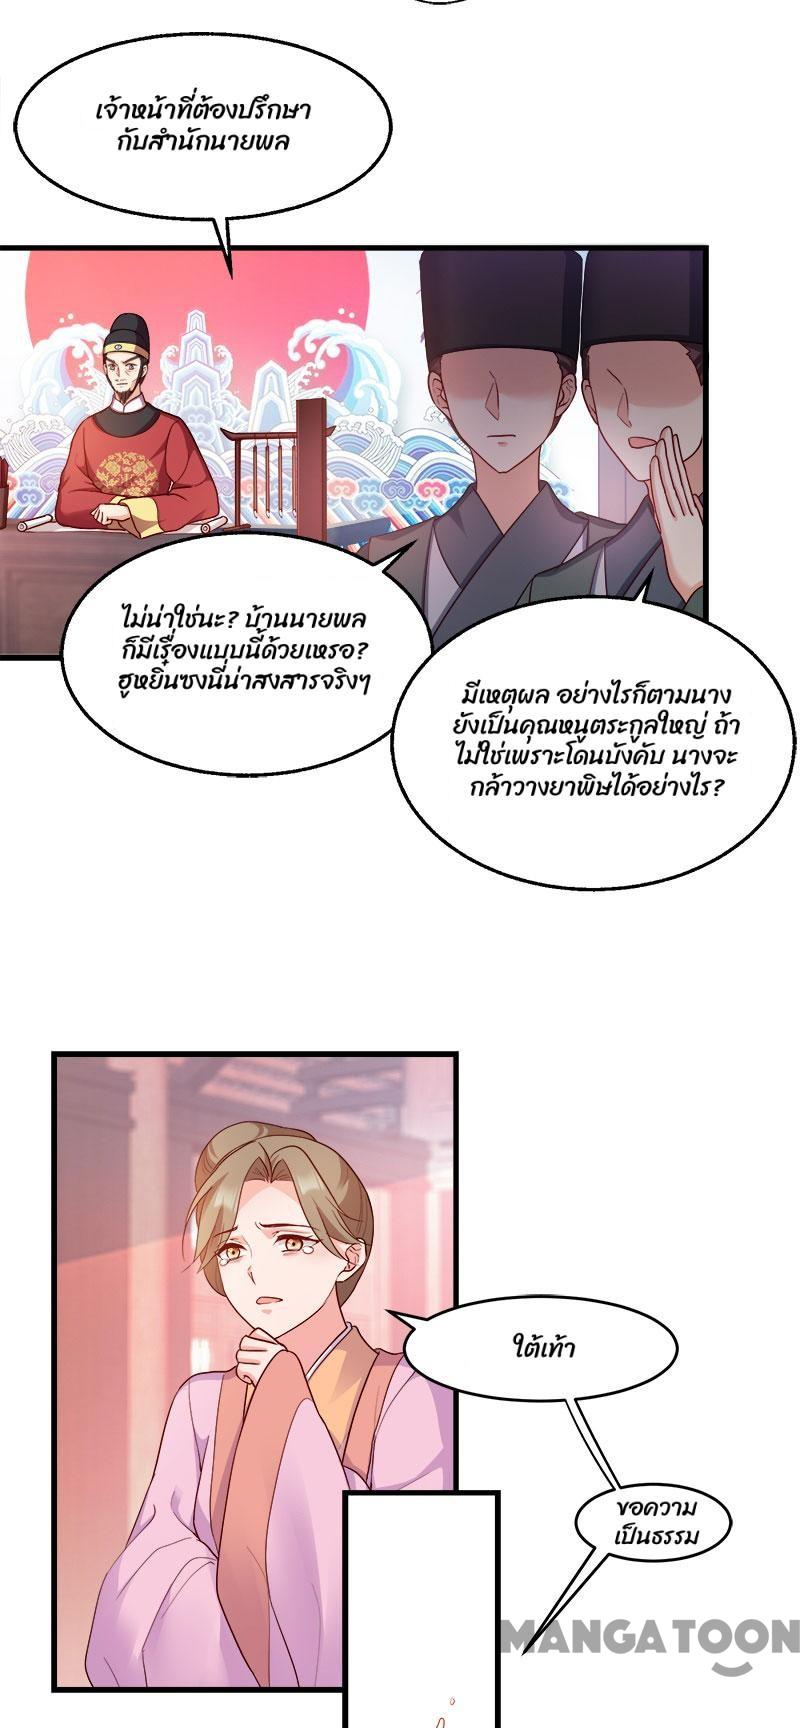 เจ้าหน้าที่ต้องปรึกษา
กับสำนักนายพล
ไม่น่าใช่นะ? บ้านนายพล
ก็มีเรื่องแบบนี้ด้วยเหรอ?
ฮูหยิ๋นซงนี่น่าสงสารจริงๆ
มีเหตุผล อย่างไรก็ตามนาง
ยังเป็นคุณหนูตระกูลใหญ่ ถ้า
ไม่ใช่เพราะโดนบังคับ นางจะ
กล้าวางยาพิษได้อย่างไร?
ใต้เท้า
ขอความ
เป็นธรรม
MANGATOON